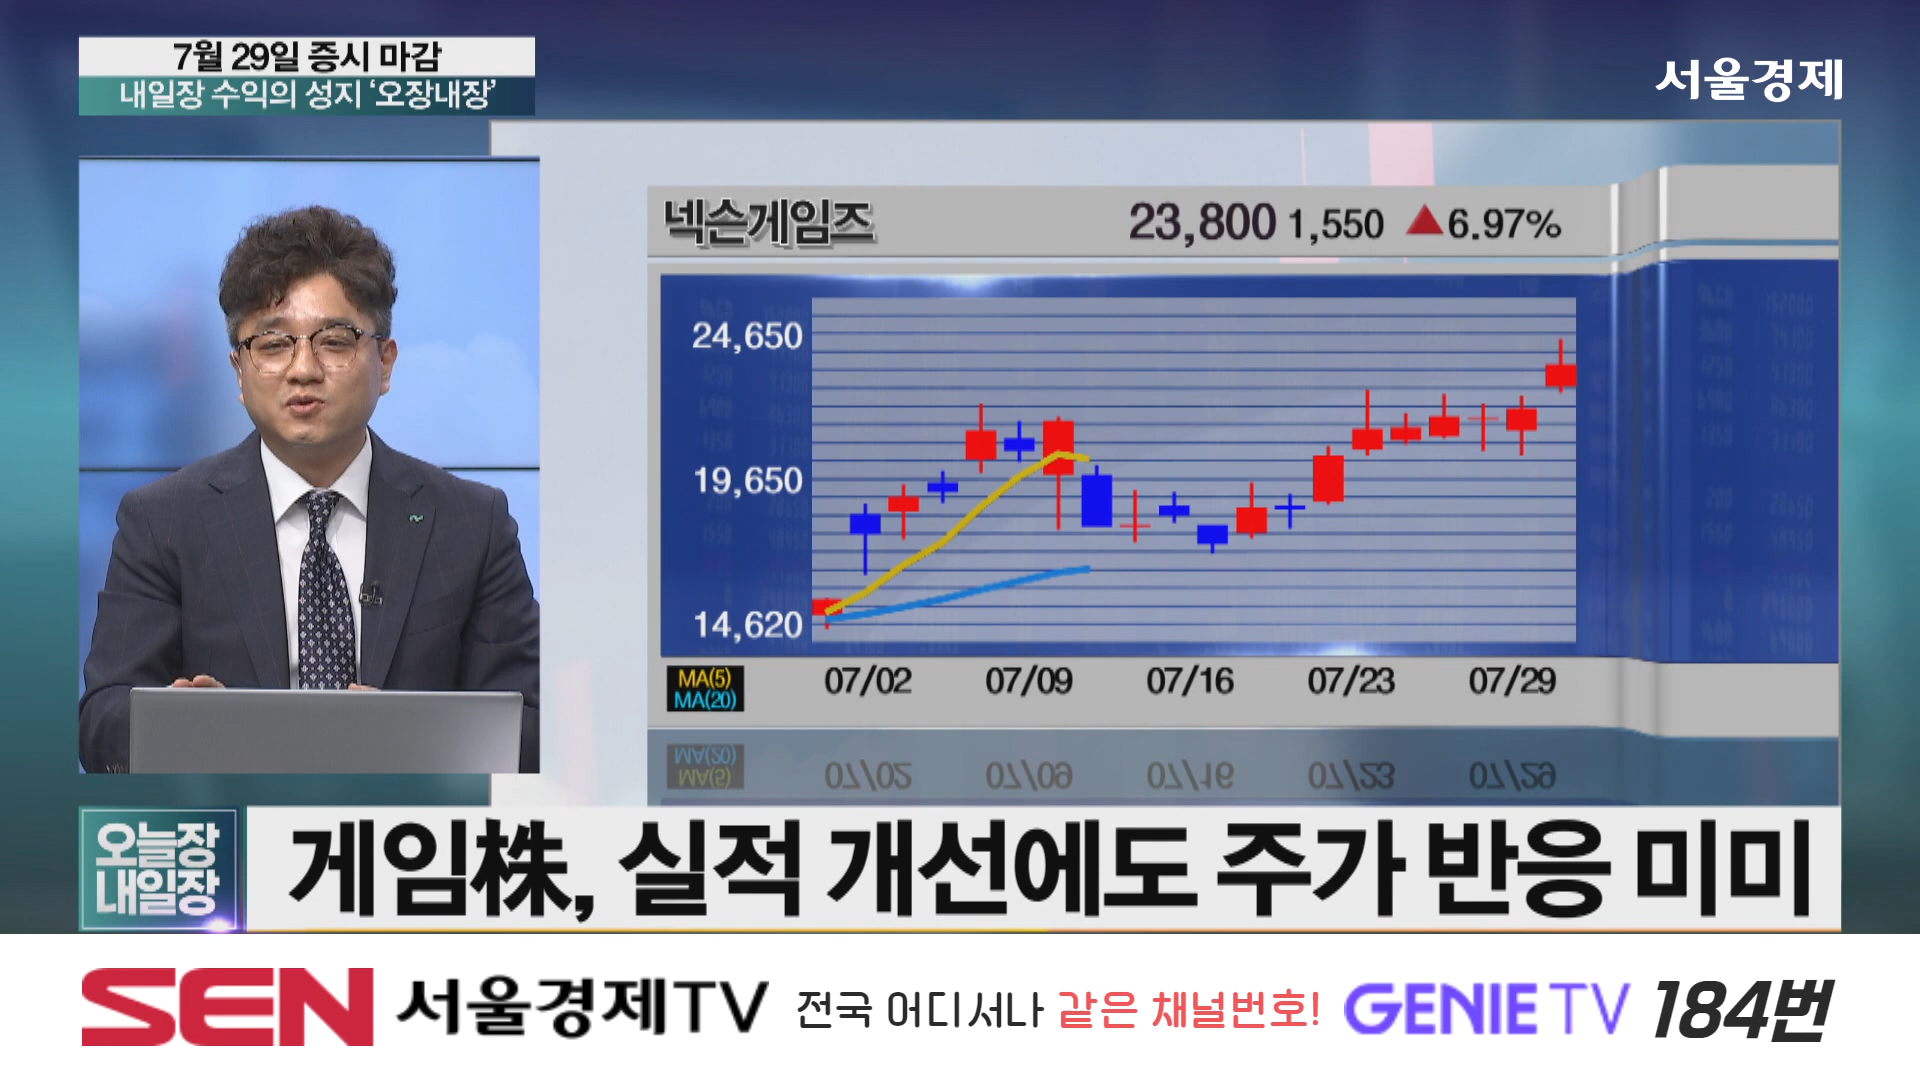 7월 29일 증시 마감
내일장 수익의 성지 ‘오장내장’
서울경제
넥슨게임즈 23,800 1,550 ▲6.97%
24,650
19,650
14,620
MA(5)
MA(20)
07/02 07/09 07/16 07/23 07/29
오늘장
내일장
게임株, 실적 개선에도 주가 반응 미미
SEN 서울경제TV 전국 어디서나 같은 채널번호! GENIE TV 184번